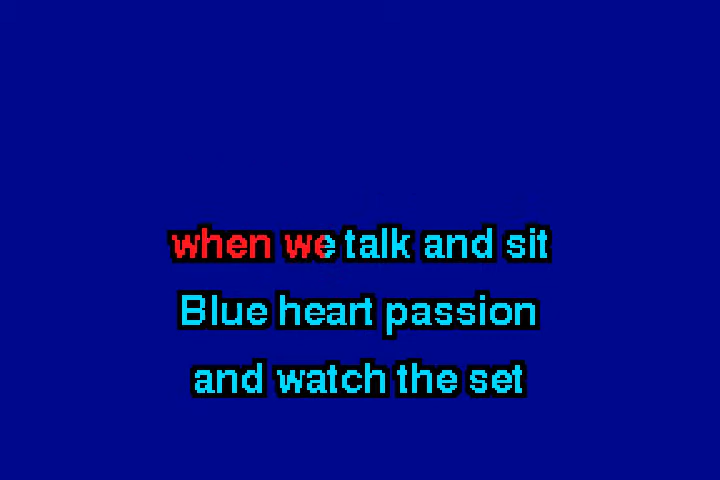 when we talk and sit
Blue heart passion
and watch the set